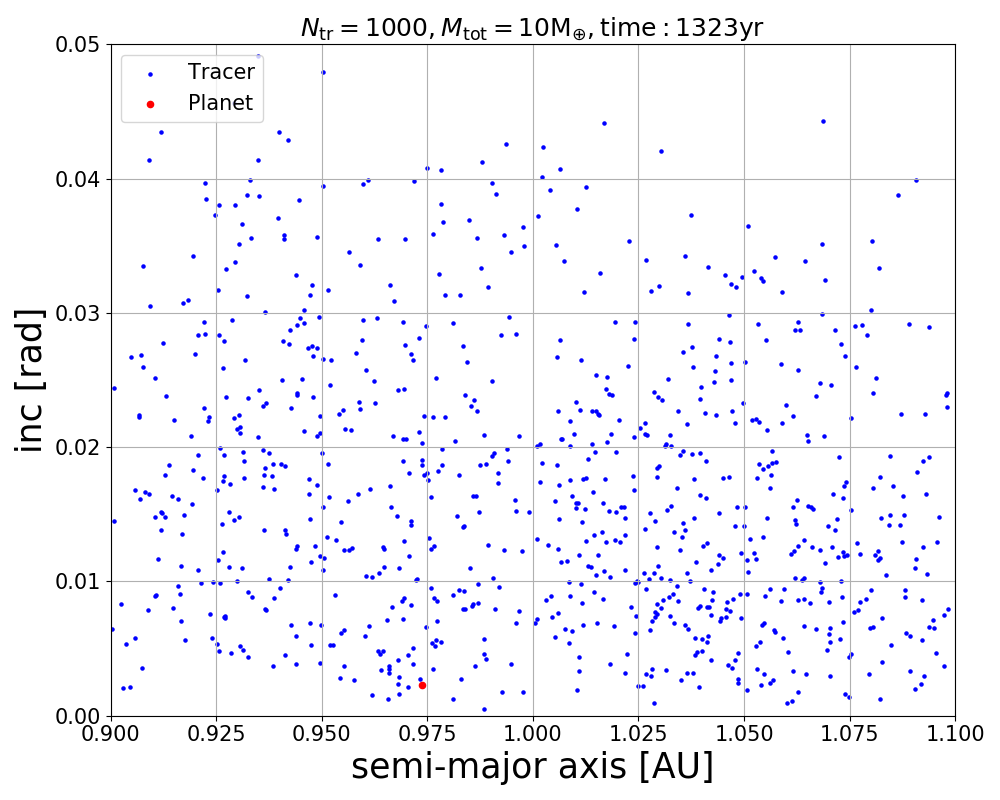 N_tr = 1000, M_tot = 10M_⊕, time : 1323yr
0.05
Tracer
Planet
0.04
0.03
inc [rad]
0.02
0.01
0.00
0.900 0.925 0.950 0.975 1.000 1.025 1.050 1.075 1.100
semi-major axis [AU]